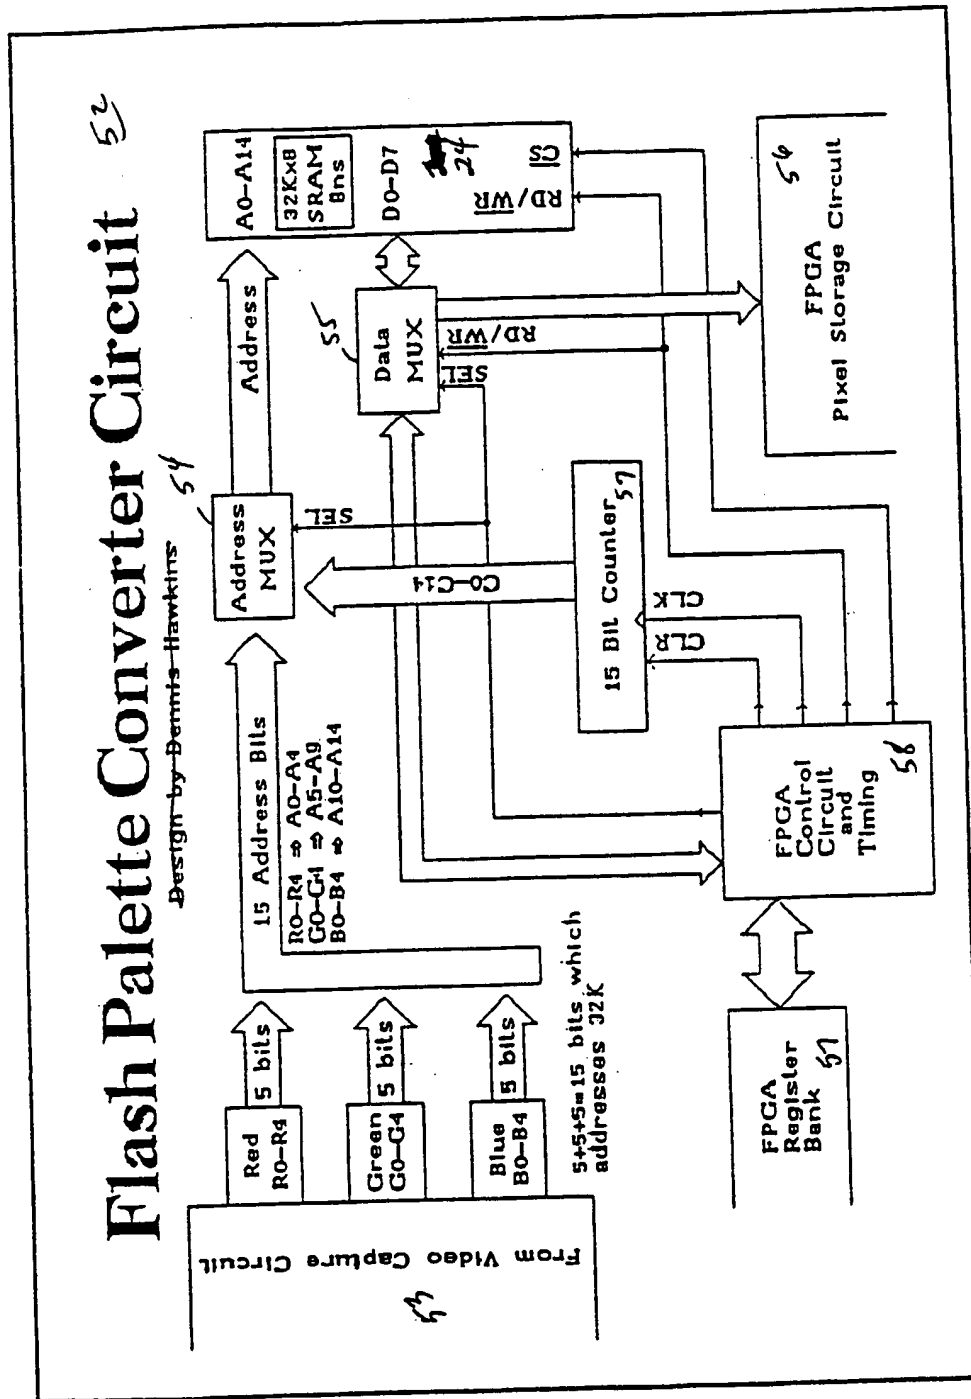 Flash Palette Converter Circuit 52
Design by Dennis Hawkins
From Video Capture Circuit
53
Red
R0-R4
5 bits
Green
G0-G4
5 bits
Blue
B0-B4
5 bits
5+5+5=15 bits which
addresses 32K
15 Address Bits
R0-R4 ⇒ A0-A4
G0-G4 ⇒ A5-A9
B0-B4 ⇒ A10-A14
Address
MUX
54
SEL
Address
A0-A14
32Kx8
SRAM
8ns
D0-D7
24
RD/WR
CS
Data
MUX
55
SEL
RD/WR
C0-C14
15 Bit Counter
57
CLR
CLK
FPGA
Register
Bank
57
FPGA
Control
Circuit
and
Timing
58
FPGA
Pixel Storage Circuit
56